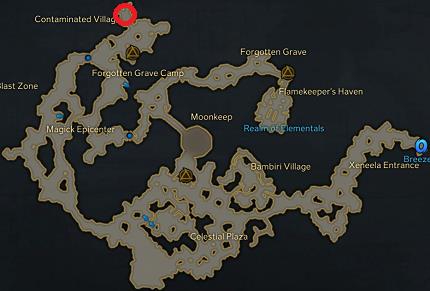 Contaminated Villag
Forgotten Grave
Forgotten Grave Camp
Blast Zone
Flamekeeper's Haven
Moonkeep
Realm of Elementals
Magick Epicenter
Bambiri Village
Xeneela Entrance
Breeze
Celestial Plaza